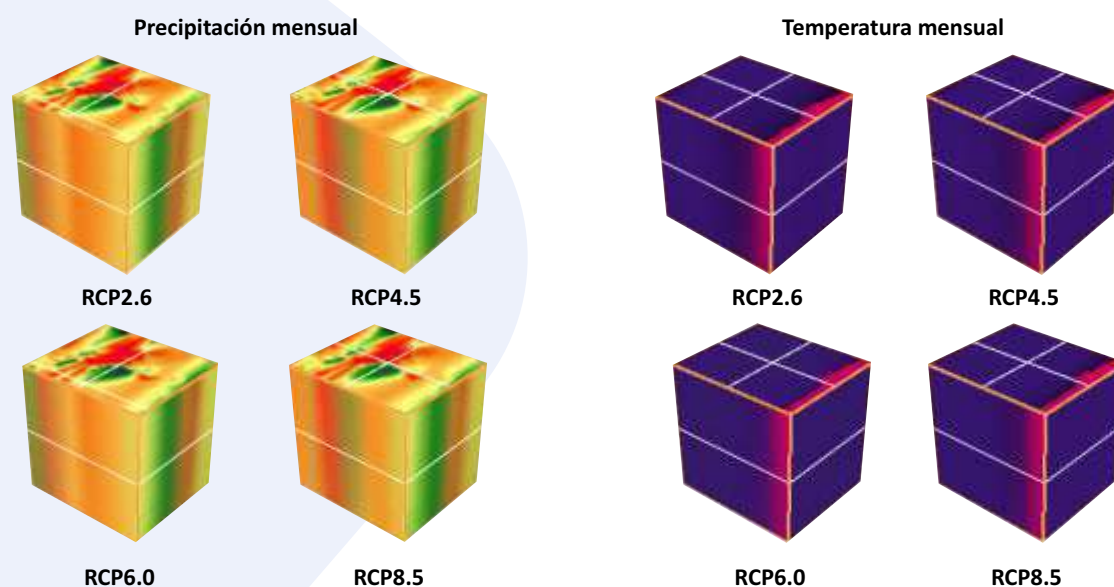 Precipitación mensual
Temperatura mensual
RCP2.6
RCP4.5
RCP2.6
RCP4.5
RCP6.0
RCP8.5
RCP6.0
RCP8.5